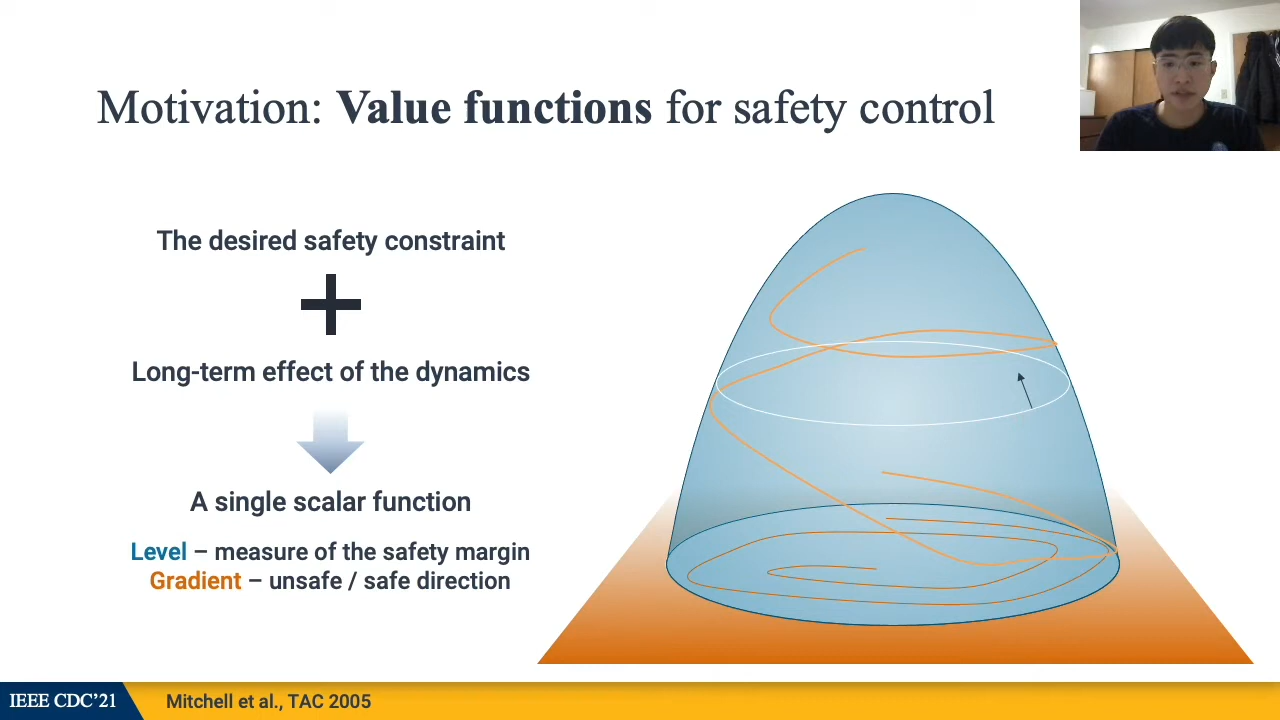 Motivation: Value functions for safety control
The desired safety constraint
Long-term effect of the dynamics
A single scalar function
Level – measure of the safety margin
Gradient – unsafe / safe direction
IEEE CDC’21
Mitchell et al., TAC 2005